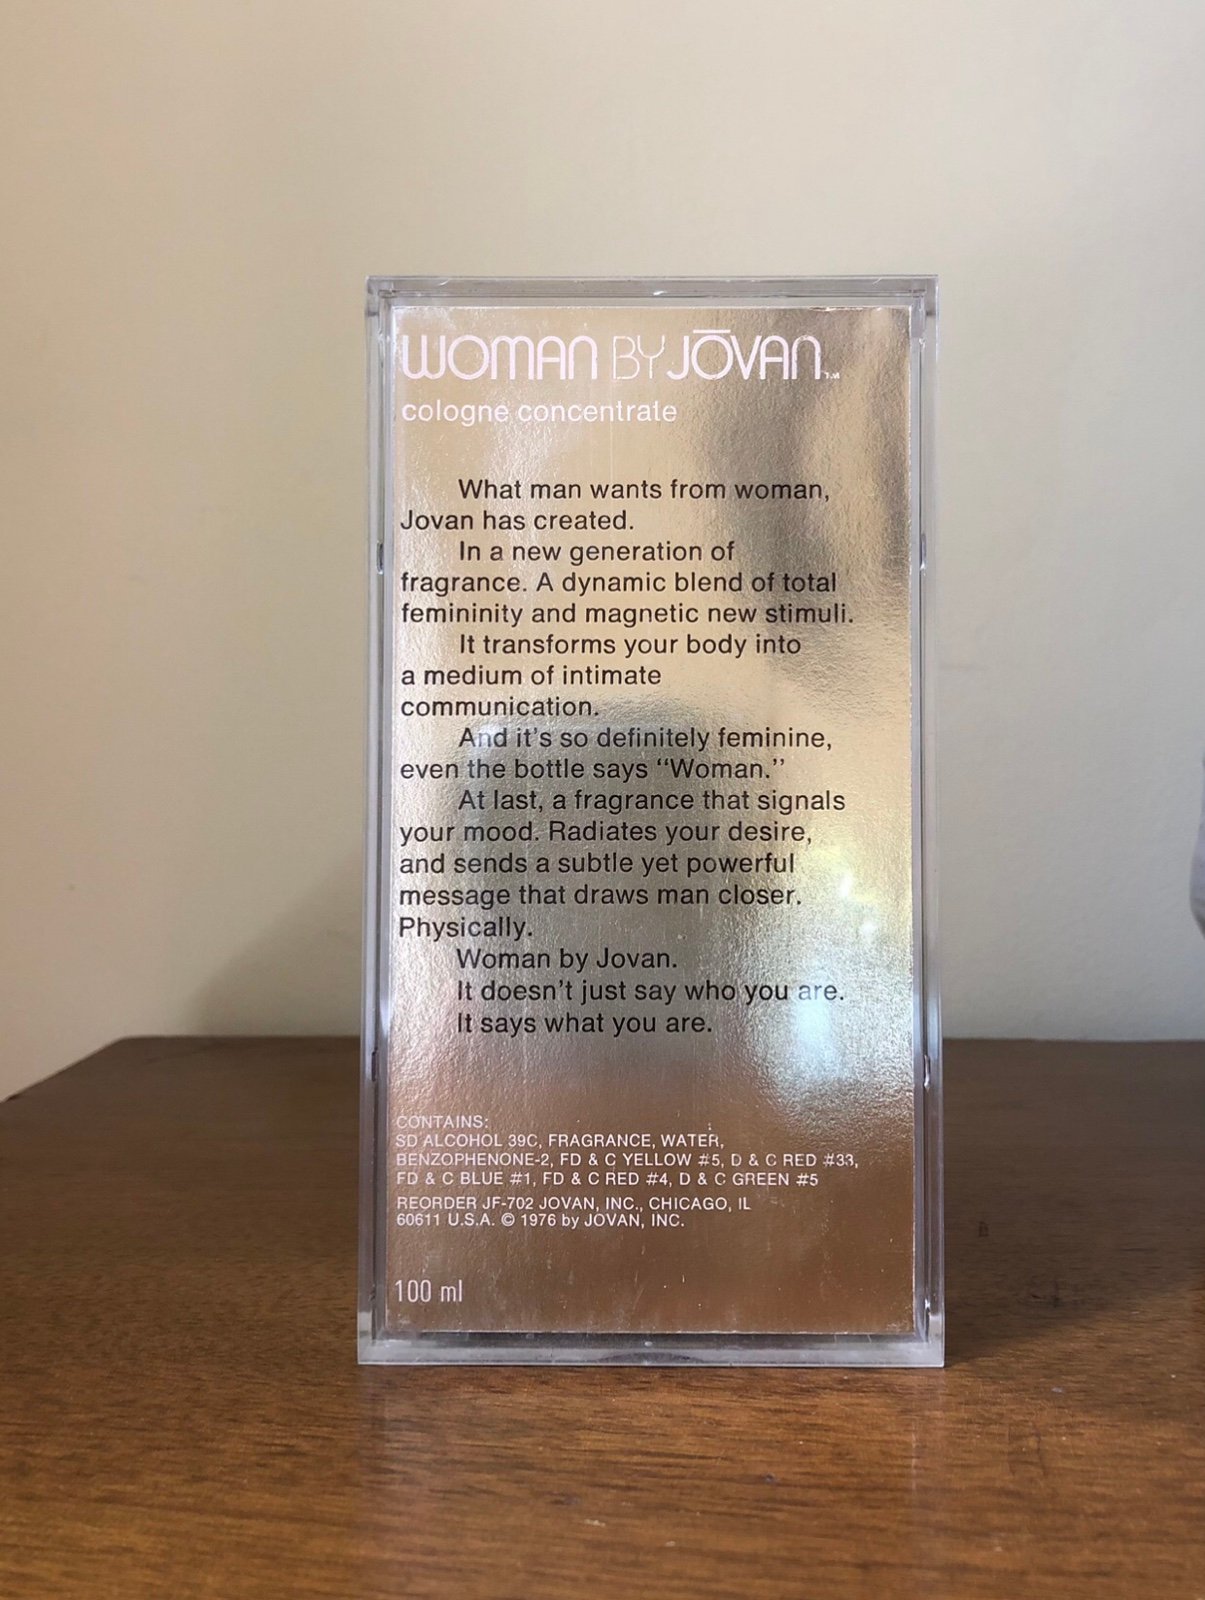 WOMAN BY JŌVAN T.M.
cologne concentrate
What man wants from woman,
Jovan has created.
In a new generation of
fragrance. A dynamic blend of total
femininity and magnetic new stimuli.
It transforms your body into
a medium of intimate
communication.
And it's so definitely feminine,
even the bottle says "Woman."
At last, a fragrance that signals
your mood. Radiates your desire,
and sends a subtle yet powerful
message that draws man closer.
Physically.
Woman by Jovan.
It doesn't just say who you are.
It says what you are.
CONTAINS:
SD ALCOHOL 39C, FRAGRANCE, WATER,
BENZOPHENONE-2, FD & C YELLOW #5, D & C RED #33,
FD & C BLUE #1, FD & C RED #4, D & C GREEN #5
REORDER JF-702 JOVAN, INC., CHICAGO, IL
60611 U.S.A. © 1976 by JOVAN, INC.
100 ml